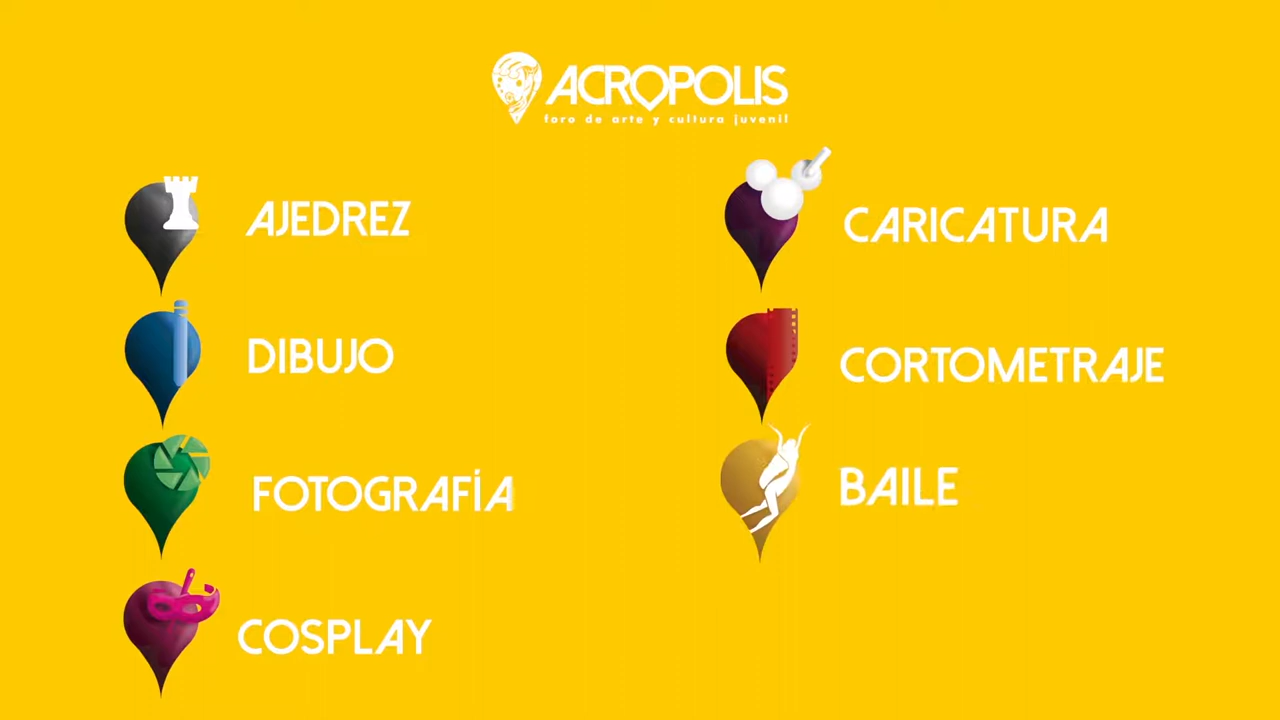 ACROPOLIS
foro de arte y cultura juvenil
AJEDREZ
DIBUJO
FOTOGRAFÍA
COSPLAY
CARICATURA
CORTOMETRAJE
BAILE